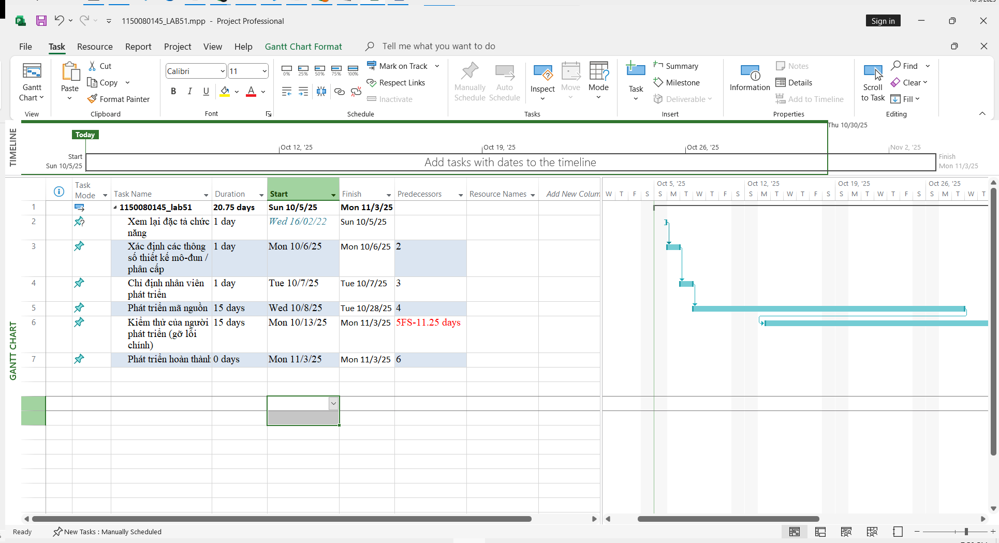 1150080145_LAB51.mpp - Project Professional
Sign in
File Task Resource Report Project View Help Gantt Chart Format Tell me what you want to do
Gantt Chart
View
Paste
Cut
Copy
Format Painter
Clipboard
Calibri 11
B I U A
Font
0% 25% 50% 75% 100%
Mark on Track
Respect Links
Inactivate
Schedule
Manually Schedule
Auto Schedule
Inspect
Move
Mode
Tasks
Task
Summary
Milestone
Deliverable
Insert
Information
Notes
Details
Add to Timeline
Properties
Scroll to Task
Find
Clear
Fill
Editing
TIMELINE
Today
Thu 10/30/25
Oct 12, '25 Oct 19, '25 Oct 26, '25 Nov 2, '25
Start
Sun 10/5/25
Add tasks with dates to the timeline
Finish
Mon 11/3/25
GANTT CHART
Task Mode Task Name Duration Start Finish Predecessors Resource Names Add New Colum
Oct 5, '25 Oct 12, '25 Oct 19, '25 Oct 26, '25
W T F S S M T W T F S S M T W T F S S M T W T F S S M T W T
1 1150080145_lab51 20.75 days Sun 10/5/25 Mon 11/3/25
2 Xem lại đặc tả chức 1 day Wed 16/02/22 Sun 10/5/25
năng
3 Xác định các thông 1 day Mon 10/6/25 Mon 10/6/25 2
số thiết kế mô-đun /
phân cấp
4 Chỉ định nhân viên 1 day Tue 10/7/25 Tue 10/7/25 3
phát triển
5 Phát triển mã nguồn 15 days Wed 10/8/25 Tue 10/28/25 4
6 Kiểm thử của người 15 days Mon 10/13/25 Mon 11/3/25 5FS-11.25 days
phát triển (gỡ lỗi
chính)
7 Phát triển hoàn thành 0 days Mon 11/3/25 Mon 11/3/25 6
Ready New Tasks : Manually Scheduled